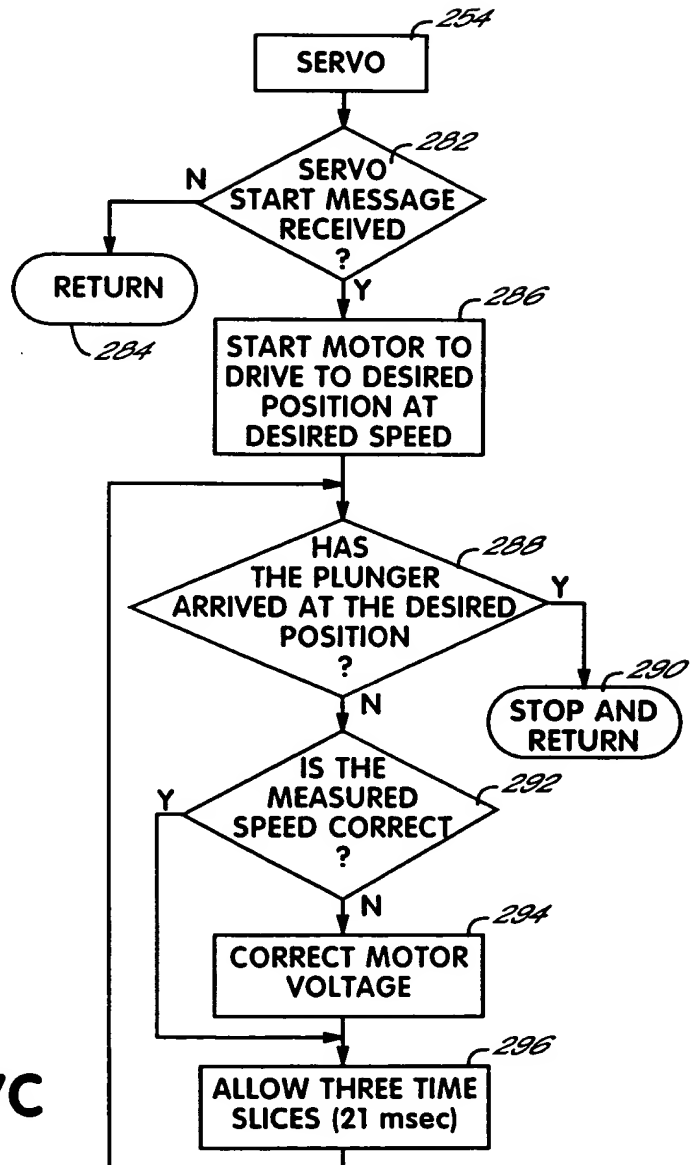 254
SERVO
282
N
SERVO
START MESSAGE
RECEIVED
?
RETURN
Y
286
284
START MOTOR TO
DRIVE TO DESIRED
POSITION AT
DESIRED SPEED
288
HAS
THE PLUNGER
ARRIVED AT THE DESIRED
POSITION
?
Y
290
N
STOP AND
RETURN
292
IS THE
MEASURED
SPEED CORRECT
?
Y
N
294
CORRECT MOTOR
VOLTAGE
296
ALLOW THREE TIME
SLICES (21 msec)